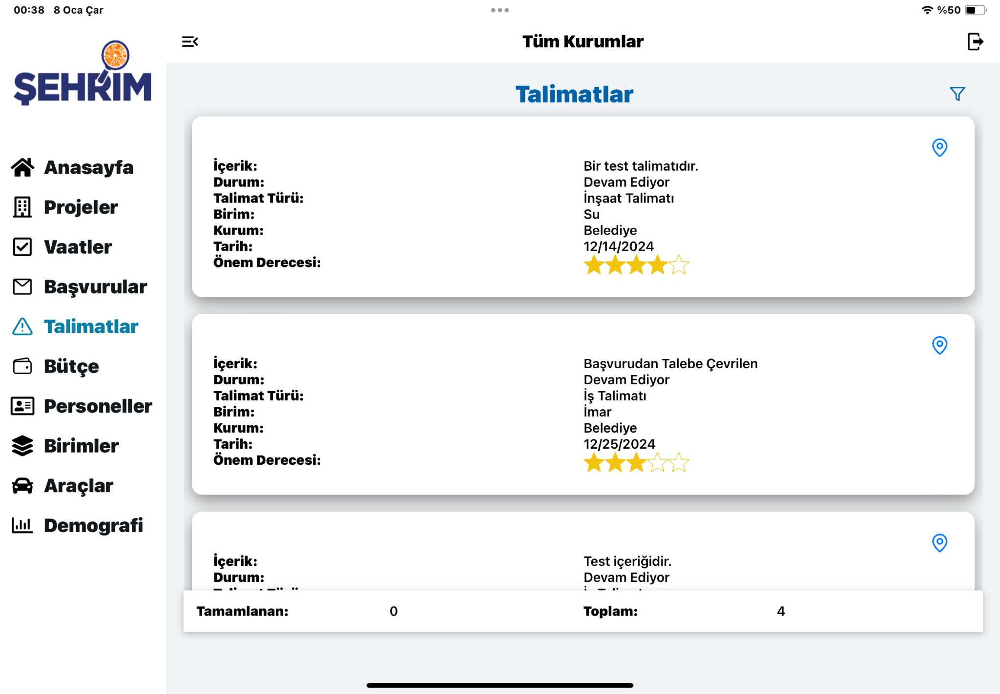 00:38 8 Oca Çar
%50
ŞEHRİM
Tüm Kurumlar
Anasayfa
Projeler
Vaatler
Başvurular
Talimatlar
Bütçe
Personeller
Birimler
Araçlar
Demografi
Talimatlar
İçerik: Bir test talimatıdır.
Durum: Devam Ediyor
Talimat Türü: İnşaat Talimatı
Birim: Su
Kurum: Belediye
Tarih: 12/14/2024
Önem Derecesi:
İçerik: Başvurudan Talebe Çevrilen
Durum: Devam Ediyor
Talimat Türü: İş Talimatı
Birim: İmar
Kurum: Belediye
Tarih: 12/25/2024
Önem Derecesi:
İçerik: Test içeriğidir.
Durum: Devam Ediyor
Tamamlanan: 0 Toplam: 4